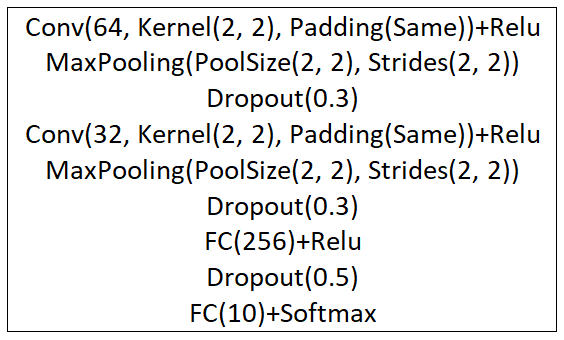 Conv(64, Kernel(2, 2), Padding(Same))+Relu
MaxPooling(PoolSize(2, 2), Strides(2, 2))
Dropout(0.3)
Conv(32, Kernel(2, 2), Padding(Same))+Relu
MaxPooling(PoolSize(2, 2), Strides(2, 2))
Dropout(0.3)
FC(256)+Relu
Dropout(0.5)
FC(10)+Softmax